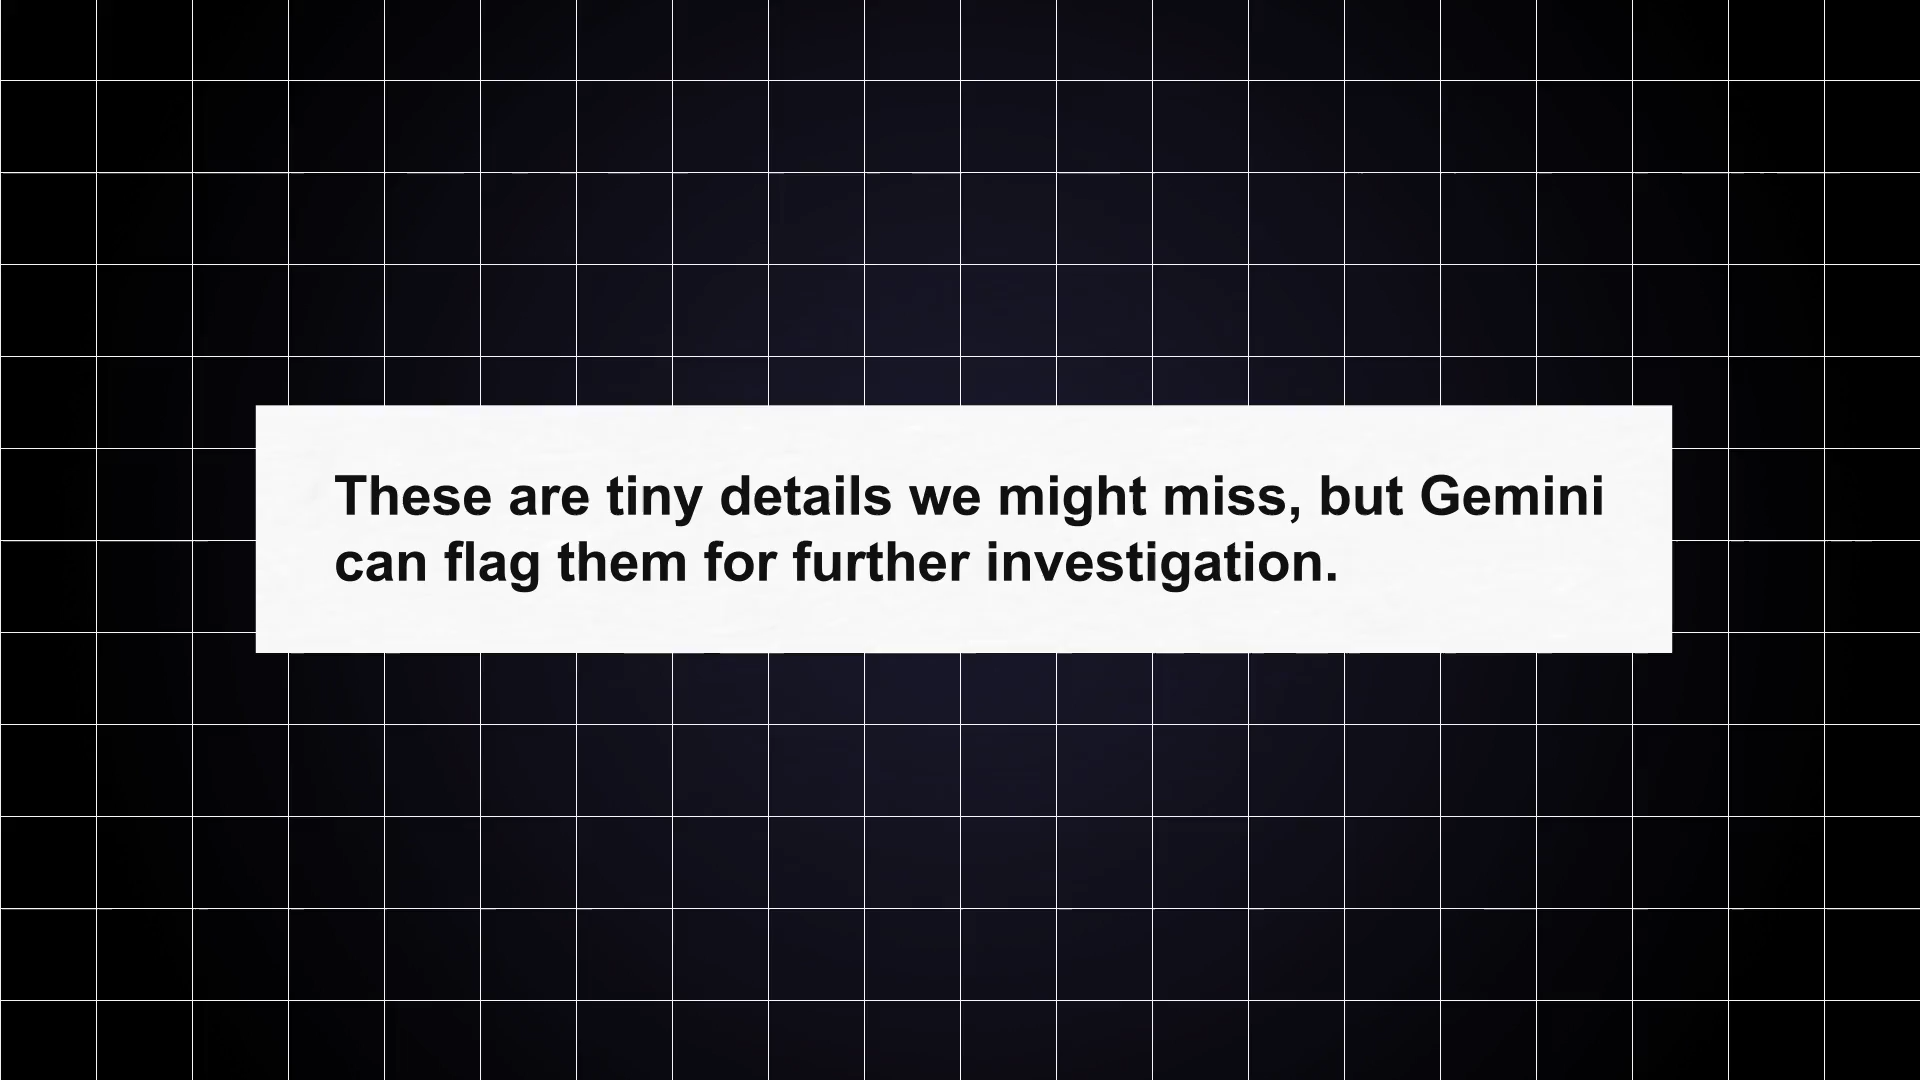 These are tiny details we might miss, but Gemini
can flag them for further investigation.